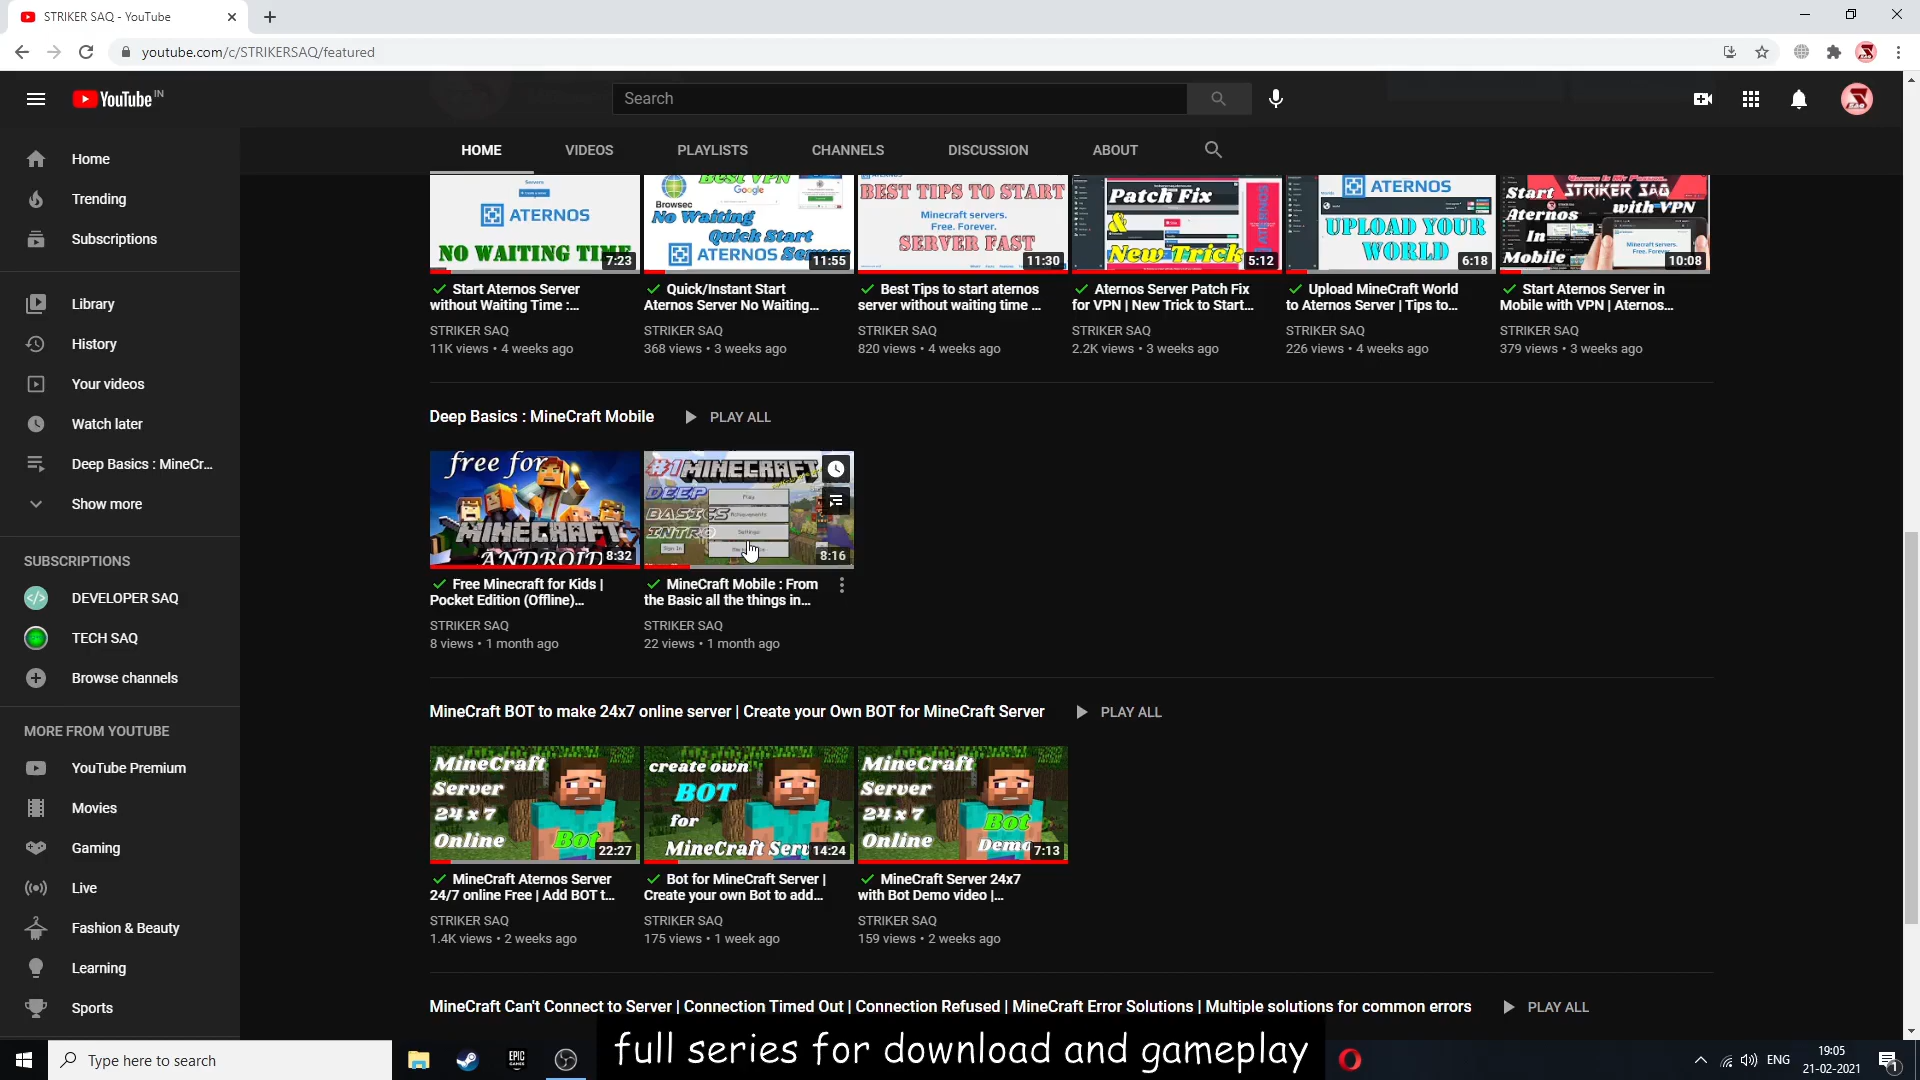 STRIKER SAQ - YouTube
youtube.com/c/STRIKERSAQ/featured
YouTube IN
Search
HOME VIDEOS PLAYLISTS CHANNELS DISCUSSION ABOUT
Home
Trending
Subscriptions
Library
History
Your videos
Watch later
Deep Basics : MineCr...
Show more
SUBSCRIPTIONS
DEVELOPER SAQ
TECH SAQ
Browse channels
MORE FROM YOUTUBE
YouTube Premium
Movies
Gaming
Live
Fashion & Beauty
Learning
Sports
Servers
ATERNOS
NO WAITING TIME
7:23
Best VPN
Google
Browsec
No Waiting
Quick Start
ATERNOS Server
11:55
BEST TIPS TO START
Minecraft servers.
Free. Forever.
SERVER FAST
11:30
Patch Fix
&
New Trick
ATERNOS
5:12
ATERNOS
UPLOAD YOUR
WORLD
6:18
Start STRIKER SAQ
Aternos with VPN
In
Mobile
Minecraft servers.
10:08
Start Aternos Server
without Waiting Time :...
STRIKER SAQ
11K views • 4 weeks ago
Quick/Instant Start
Aternos Server No Waiting...
STRIKER SAQ
368 views • 3 weeks ago
Best Tips to start aternos
server without waiting time ...
STRIKER SAQ
820 views • 4 weeks ago
Aternos Server Patch Fix
for VPN | New Trick to Start...
STRIKER SAQ
2.2K views • 3 weeks ago
Upload MineCraft World
to Aternos Server | Tips to...
STRIKER SAQ
226 views • 4 weeks ago
Start Aternos Server in
Mobile with VPN | Aternos...
STRIKER SAQ
379 views • 3 weeks ago
Deep Basics : MineCraft Mobile PLAY ALL
free for
MINECRAFT
ANDROID
8:32
#1 MINECRAFT
DEEP
BASICS
INTRO
Play
Achievements
Settings
Sign In
8:16
Free Minecraft for Kids |
Pocket Edition (Offline)...
STRIKER SAQ
8 views • 1 month ago
MineCraft Mobile : From
the Basic all the things in...
STRIKER SAQ
22 views • 1 month ago
MineCraft BOT to make 24x7 online server | Create your Own BOT for MineCraft Server PLAY ALL
MineCraft
Server
24 x 7
Online Bot
22:27
create own
BOT
for
MineCraft Serv
14:24
MineCraft
Server
24 x 7 Bot
Online Demo
7:13
MineCraft Aternos Server
24/7 online Free | Add BOT t...
STRIKER SAQ
1.4K views • 2 weeks ago
Bot for MineCraft Server |
Create your own Bot to add...
STRIKER SAQ
175 views • 1 week ago
MineCraft Server 24x7
with Bot Demo video |...
STRIKER SAQ
159 views • 2 weeks ago
MineCraft Can't Connect to Server | Connection Timed Out | Connection Refused | MineCraft Error Solutions | Multiple solutions for common errors PLAY ALL
full series for download and gameplay
Type here to search
EPIC GAMES
ENG
19:05
21-02-2021
1